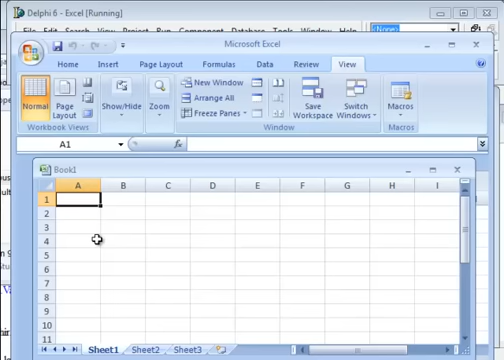 Delphi 6 - Excel [Running]
File Edit Search View Project Run Component Database Tools Window Help <None>
Microsoft Excel
Home Insert Page Layout Formulas Data Review View
Normal Page Layout Show/Hide Zoom New Window Arrange All Freeze Panes Save Workspace Switch Windows Macros
Workbook Views Window Macros
A1 fx
Book1
A B C D E F G H I
1
2
3
4
5
6
7
8
9
10
11
Sheet1 Sheet2 Sheet3